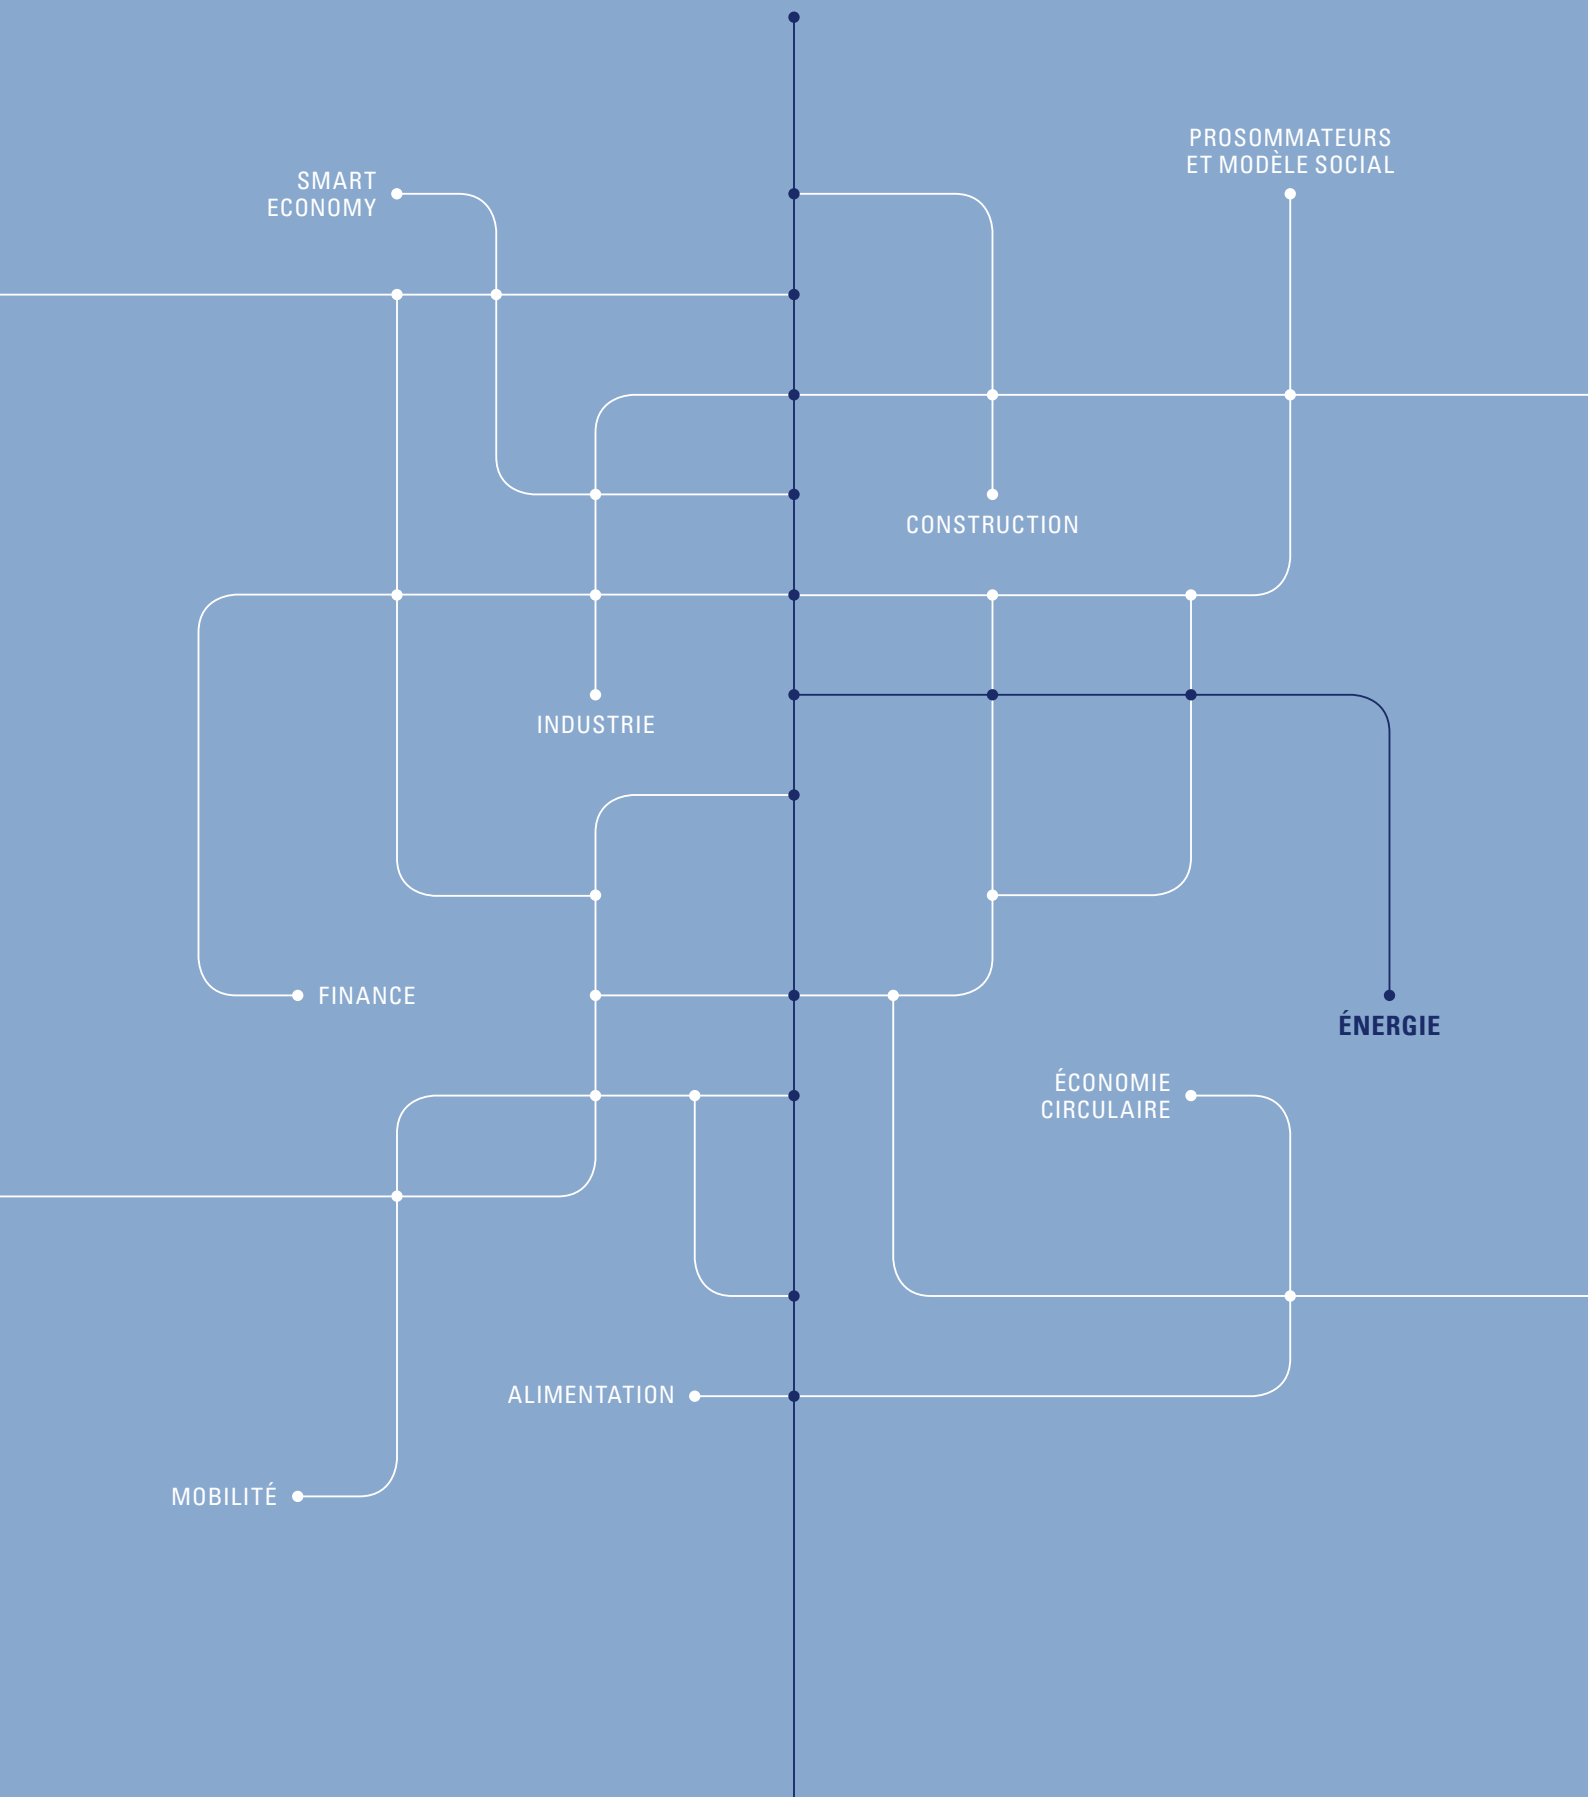 PROSOMMATEURS
ET MODÈLE SOCIAL
SMART
ECONOMY
CONSTRUCTION
INDUSTRIE
FINANCE
ÉNERGIE
ÉCONOMIE
CIRCULAIRE
ALIMENTATION
MOBILITÉ